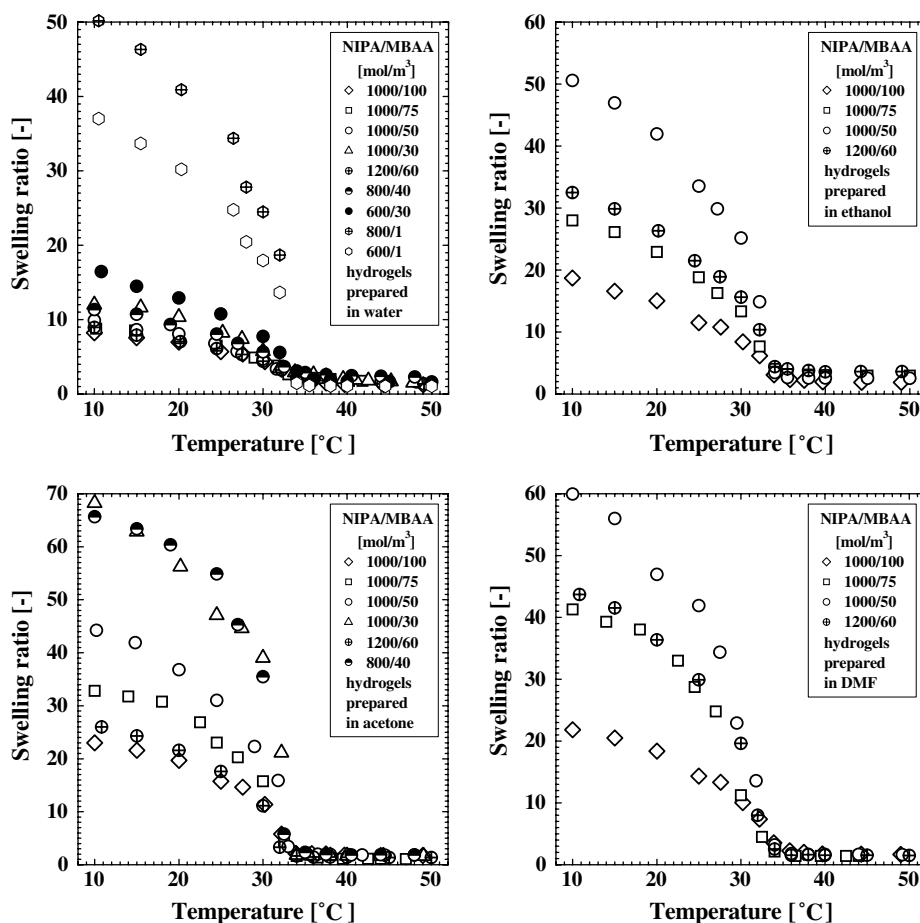 50
40
30
20
10
0
Swelling ratio [-]
10
20
30
40
50
Temperature [˚C]
NIPA/MBAA
[mol/m³]
1000/100
1000/75
1000/50
1000/30
1200/60
800/40
600/30
800/1
600/1
hydrogels
prepared
in water
60
50
40
30
20
10
0
Swelling ratio [-]
10
20
30
40
50
Temperature [˚C]
NIPA/MBAA
[mol/m³]
1000/100
1000/75
1000/50
1200/60
hydrogels
prepared
in ethanol
70
60
50
40
30
20
10
0
Swelling ratio [-]
10
20
30
40
50
Temperature [˚C]
NIPA/MBAA
[mol/m³]
1000/100
1000/75
1000/50
1000/30
1200/60
800/40
hydrogels
prepared
in acetone
60
50
40
30
20
10
0
Swelling ratio [-]
10
20
30
40
50
Temperature [˚C]
NIPA/MBAA
[mol/m³]
1000/100
1000/75
1000/50
1200/60
hydrogels
prepared
in DMF